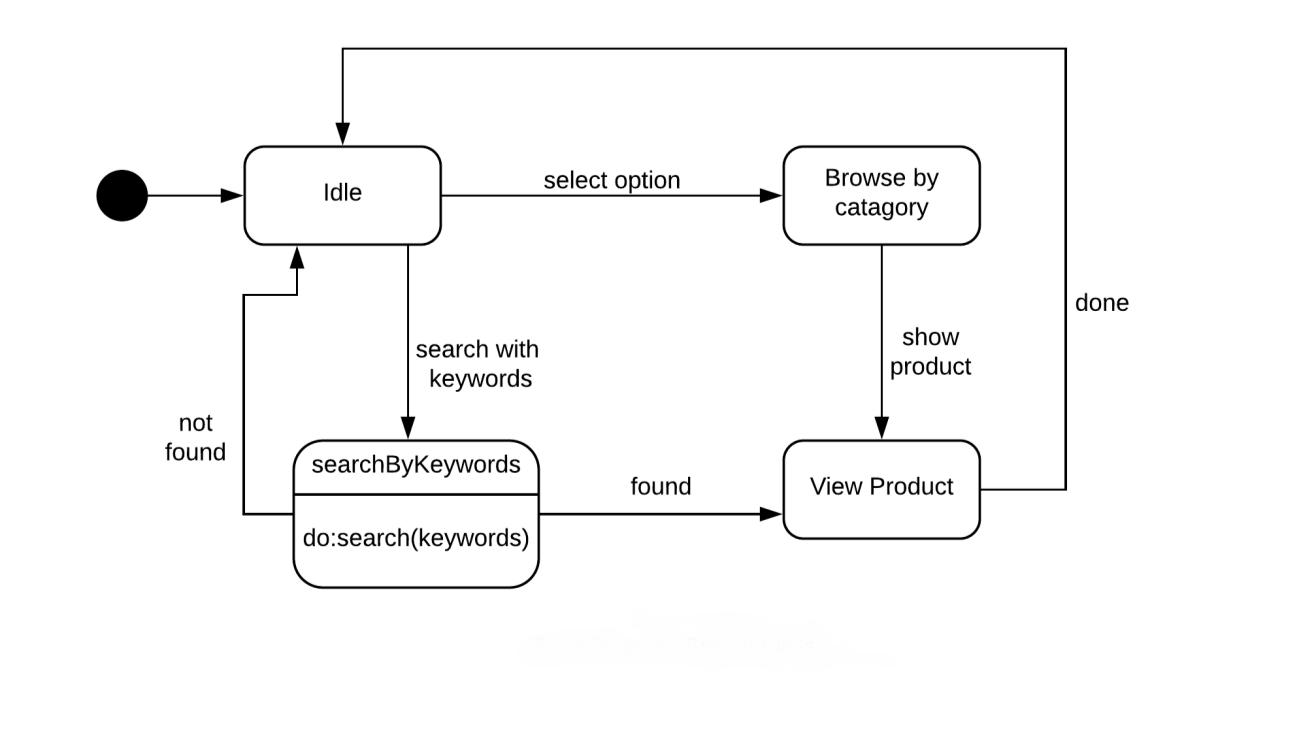 Idle
select option
Browse by
catagory
done
show
product
search with
keywords
not
found
searchByKeywords
do:search(keywords)
found
View Product